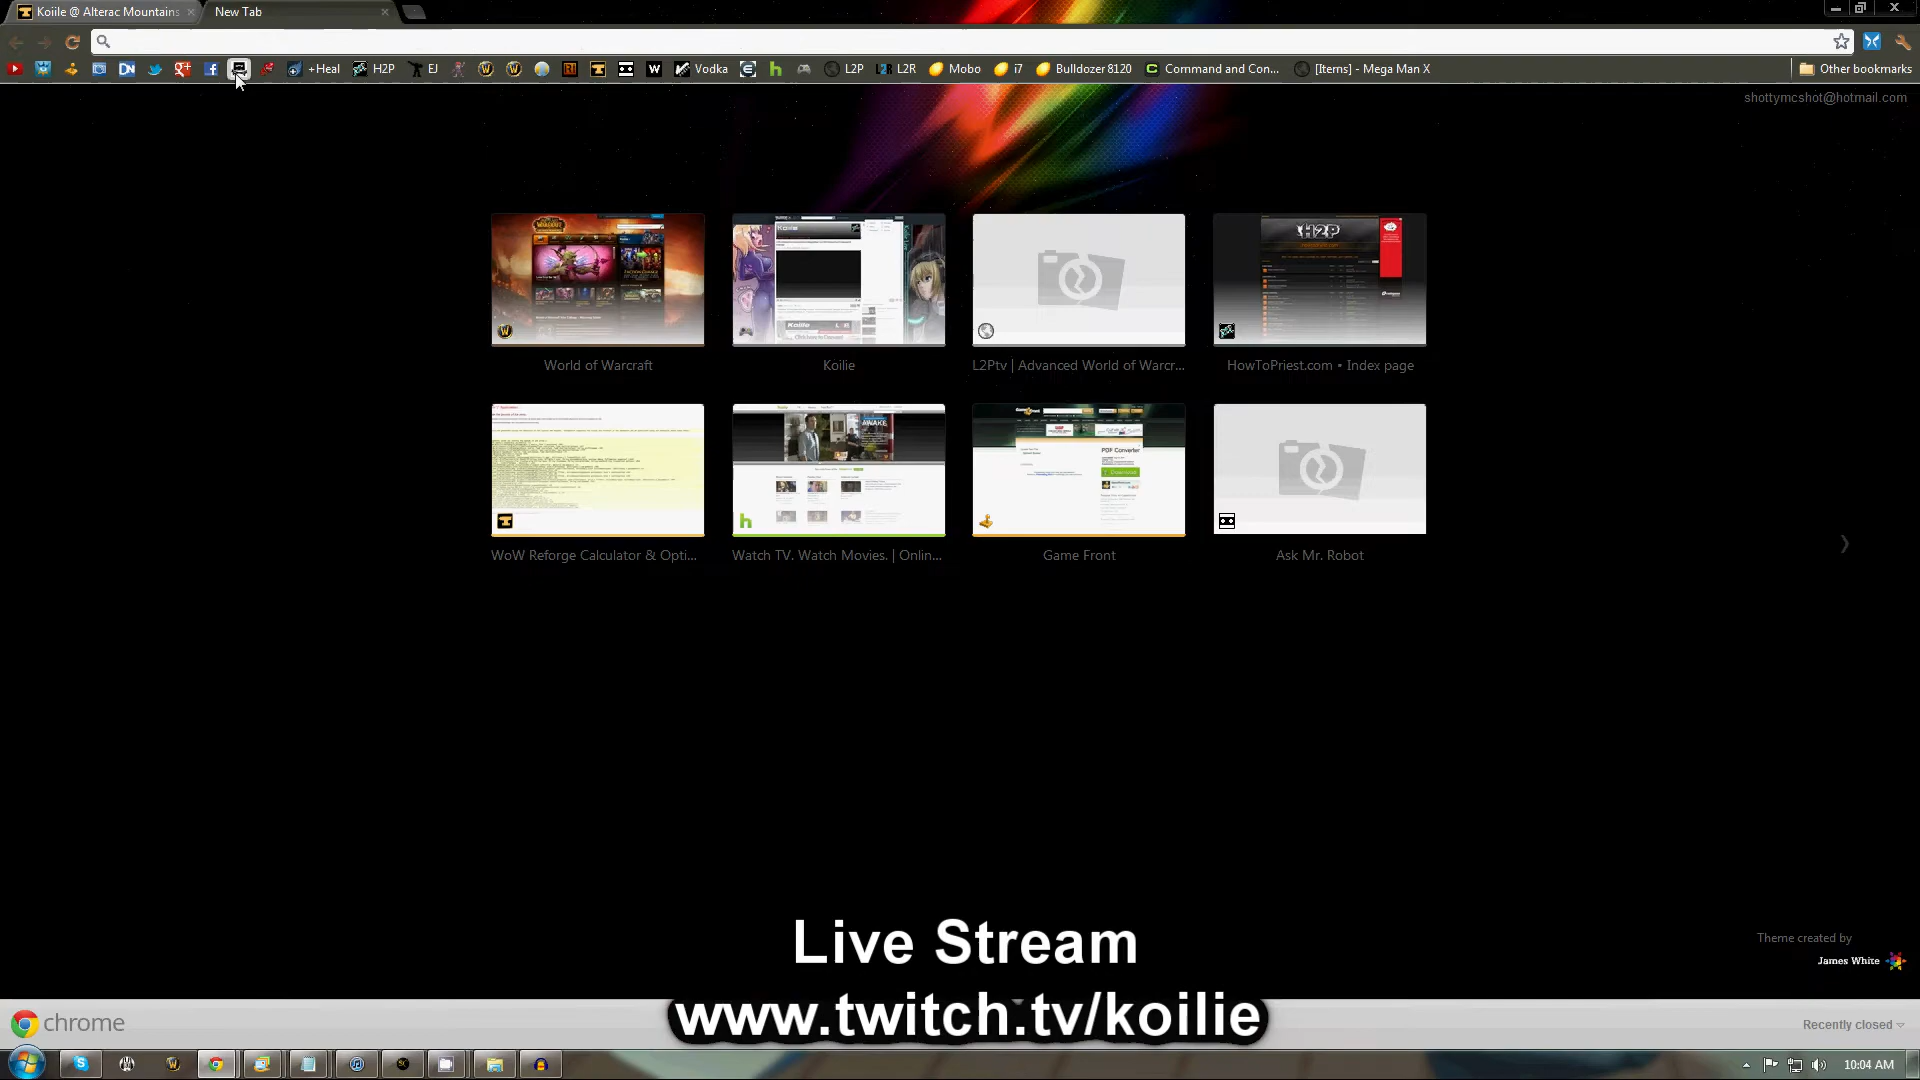 Koiile @ Alterac Mountains
New Tab
+Heal
H2P
EJ
Vodka
L2P
L2R
Mobo
i7
Bulldozer 8120
Command and Con...
[Items] - Mega Man X
Other bookmarks
shottymcshot@hotmail.com
World of Warcraft
Koilie
L2Ptv | Advanced World of Warcr...
HowToPriest.com • Index page
WoW Reforge Calculator & Opti...
Watch TV. Watch Movies. | Onlin...
Game Front
Ask Mr. Robot
Live Stream
www.twitch.tv/koilie
Theme created by
James White
chrome
Recently closed
10:04 AM